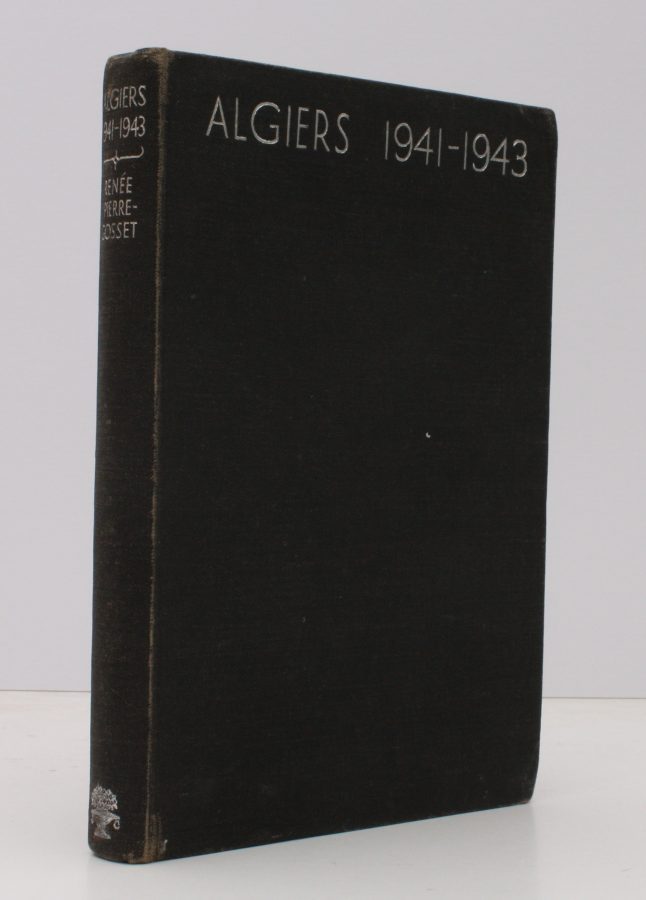 ALGIERS 1941-1943
ALGIERS
1941-1943
RENÉE
PIERRE-
GOSSET